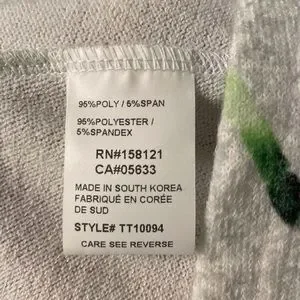 95%POLY / 5%SPAN
95%POLYESTER /
5%SPANDEX
RN#158121
CA#05633
MADE IN SOUTH KOREA
FABRIQUÉ EN CORÉE
DE SUD
STYLE# TT10094
CARE SEE REVERSE